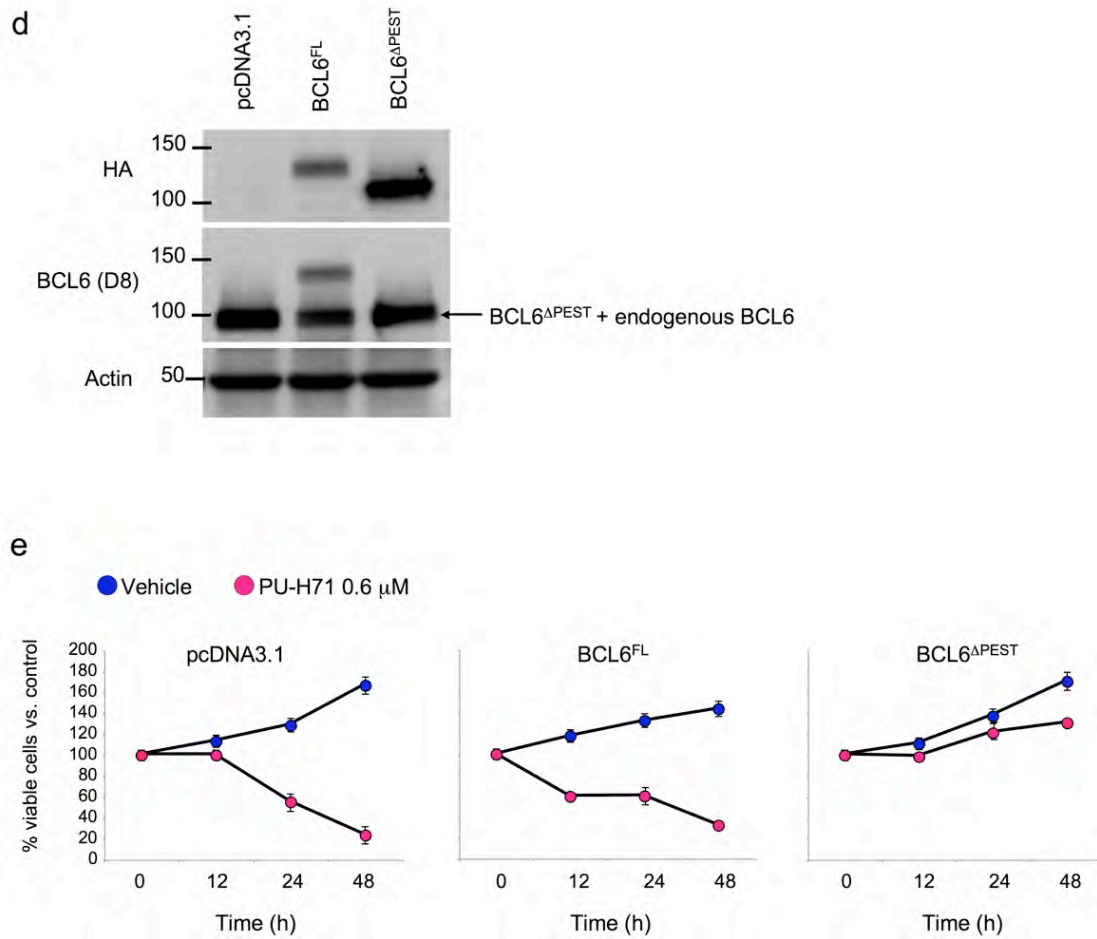 d
pcDNA3.1
BCL6FL
BCL6ΔPEST
HA
150
100
BCL6 (D8)
150
100
BCL6ΔPEST + endogenous BCL6
Actin
50
e
Vehicle
PU-H71 0.6 μM
% viable cells vs. control
200
180
160
140
120
100
80
60
40
20
0
pcDNA3.1
0 12 24 48
Time (h)
BCL6FL
0 12 24 48
Time (h)
BCL6ΔPEST
0 12 24 48
Time (h)